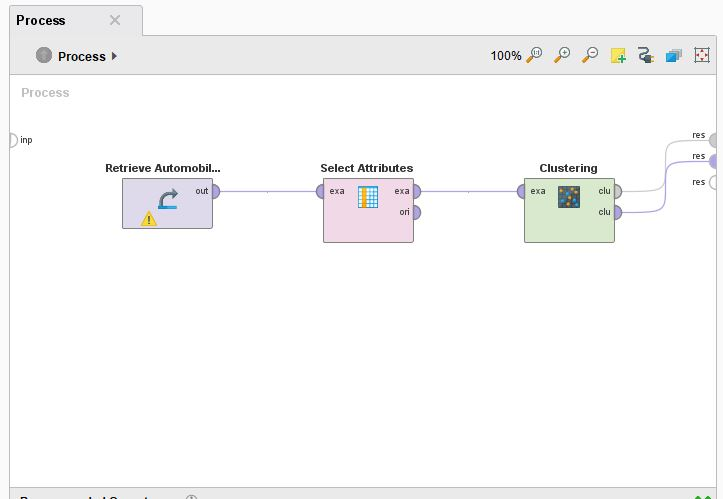 Process
Process
100%
Process
inp
res
res
res
Retrieve Automobil...
out
Select Attributes
exa
exa
ori
Clustering
exa
clu
clu